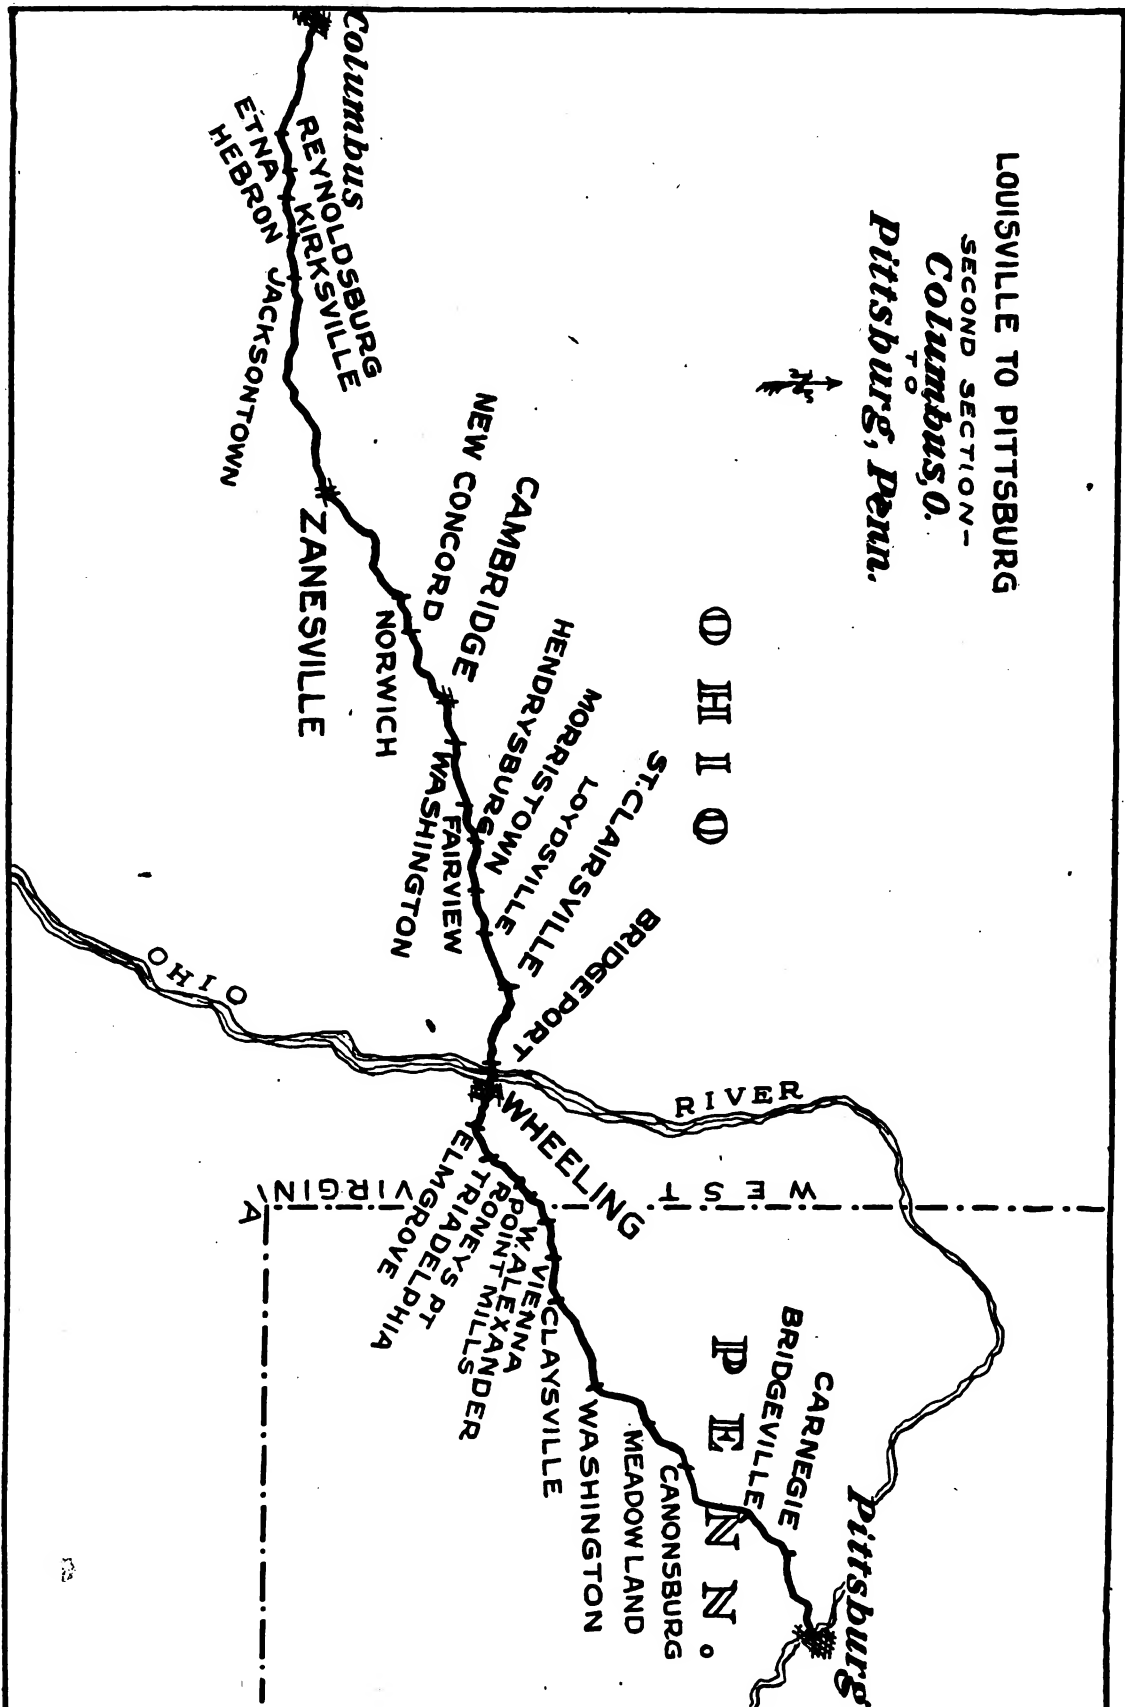 LOUISVILLE TO PITTSBURG
SECOND SECTION-
Columbus, O.
TO
Pittsburg, Penn.
N
OHIO
PENN.
WEST VIRGINIA
OHIO RIVER
Columbus
REYNOLDSBURG
ETNA
KIRKSVILLE
HEBRON
JACKSONTOWN
ZANESVILLE
NORWICH
NEW CONCORD
CAMBRIDGE
WASHINGTON
FAIRVIEW
HENDRYSBURG
MORRISTOWN
LOYDSVILLE
ST. CLAIRSVILLE
BRIDGEPORT
WHEELING
ELMGROVE
TRIADELPHIA
RONEYS PT
POINT MILLS
W. ALEXANDER
VIENNA
CLAYSVILLE
WASHINGTON
MEADOWLAND
CANONSBURG
BRIDGEVILLE
CARNEGIE
Pittsburg